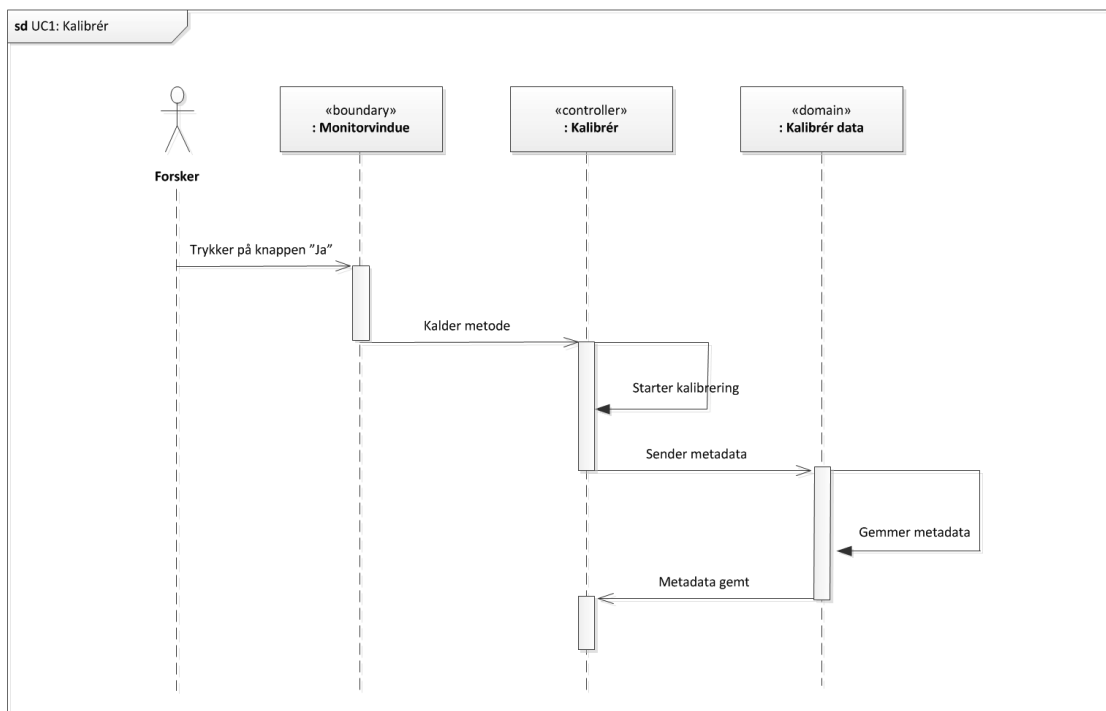 sd UC1: Kalibrér
«boundary»
: Monitorvindue
«controller»
: Kalibrér
«domain»
: Kalibrér data
Forsker
Trykker på knappen ”Ja”
Kalder metode
Starter kalibrering
Sender metadata
Gemmer metadata
Metadata gemt